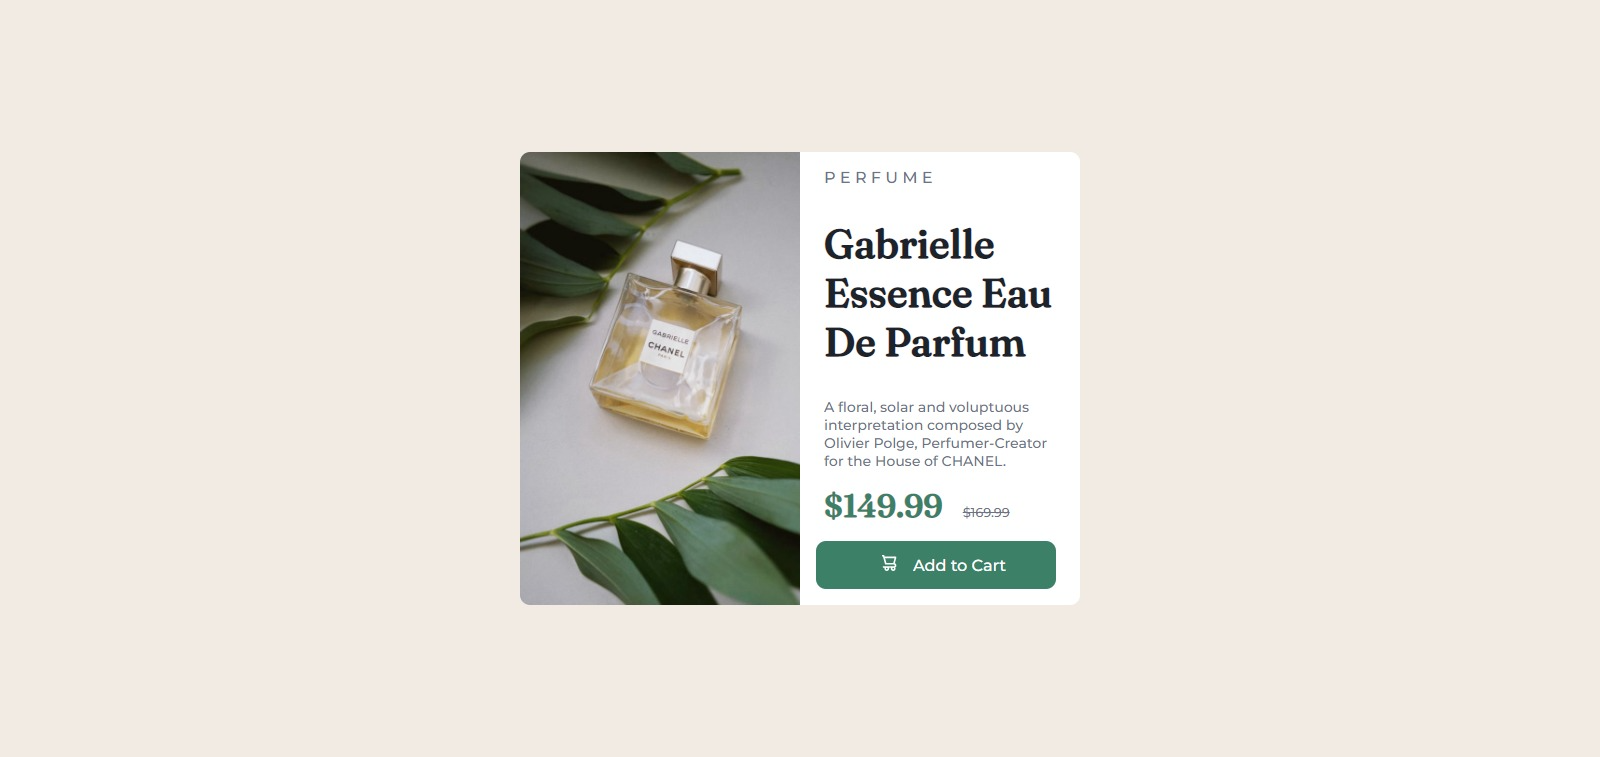 PERFUME
Gabrielle
Essence Eau
De Parfum
A floral, solar and voluptuous
interpretation composed by
Olivier Polge, Perfumer-Creator
for the House of CHANEL.
$149.99 $169.99
Add to Cart
GABRIELLE
CHANEL
PARIS